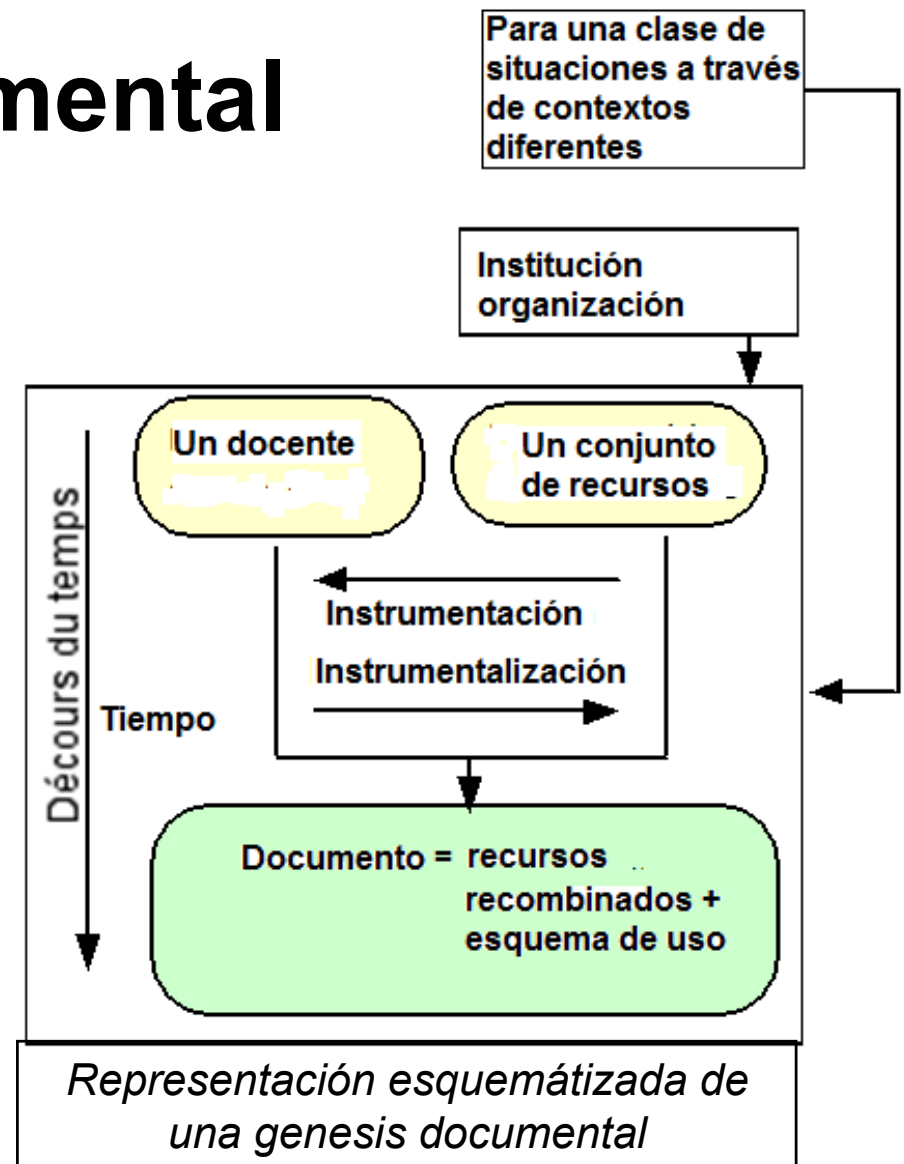 mental
Para una clase de
situaciones a través
de contextos
diferentes
Institución
organización
Un docente
Un conjunto
de recursos
Instrumentación
Instrumentalización
Décours du temps
Tiempo
Documento = recursos
recombinados +
esquema de uso
Representación esquemátizada de
una genesis documental